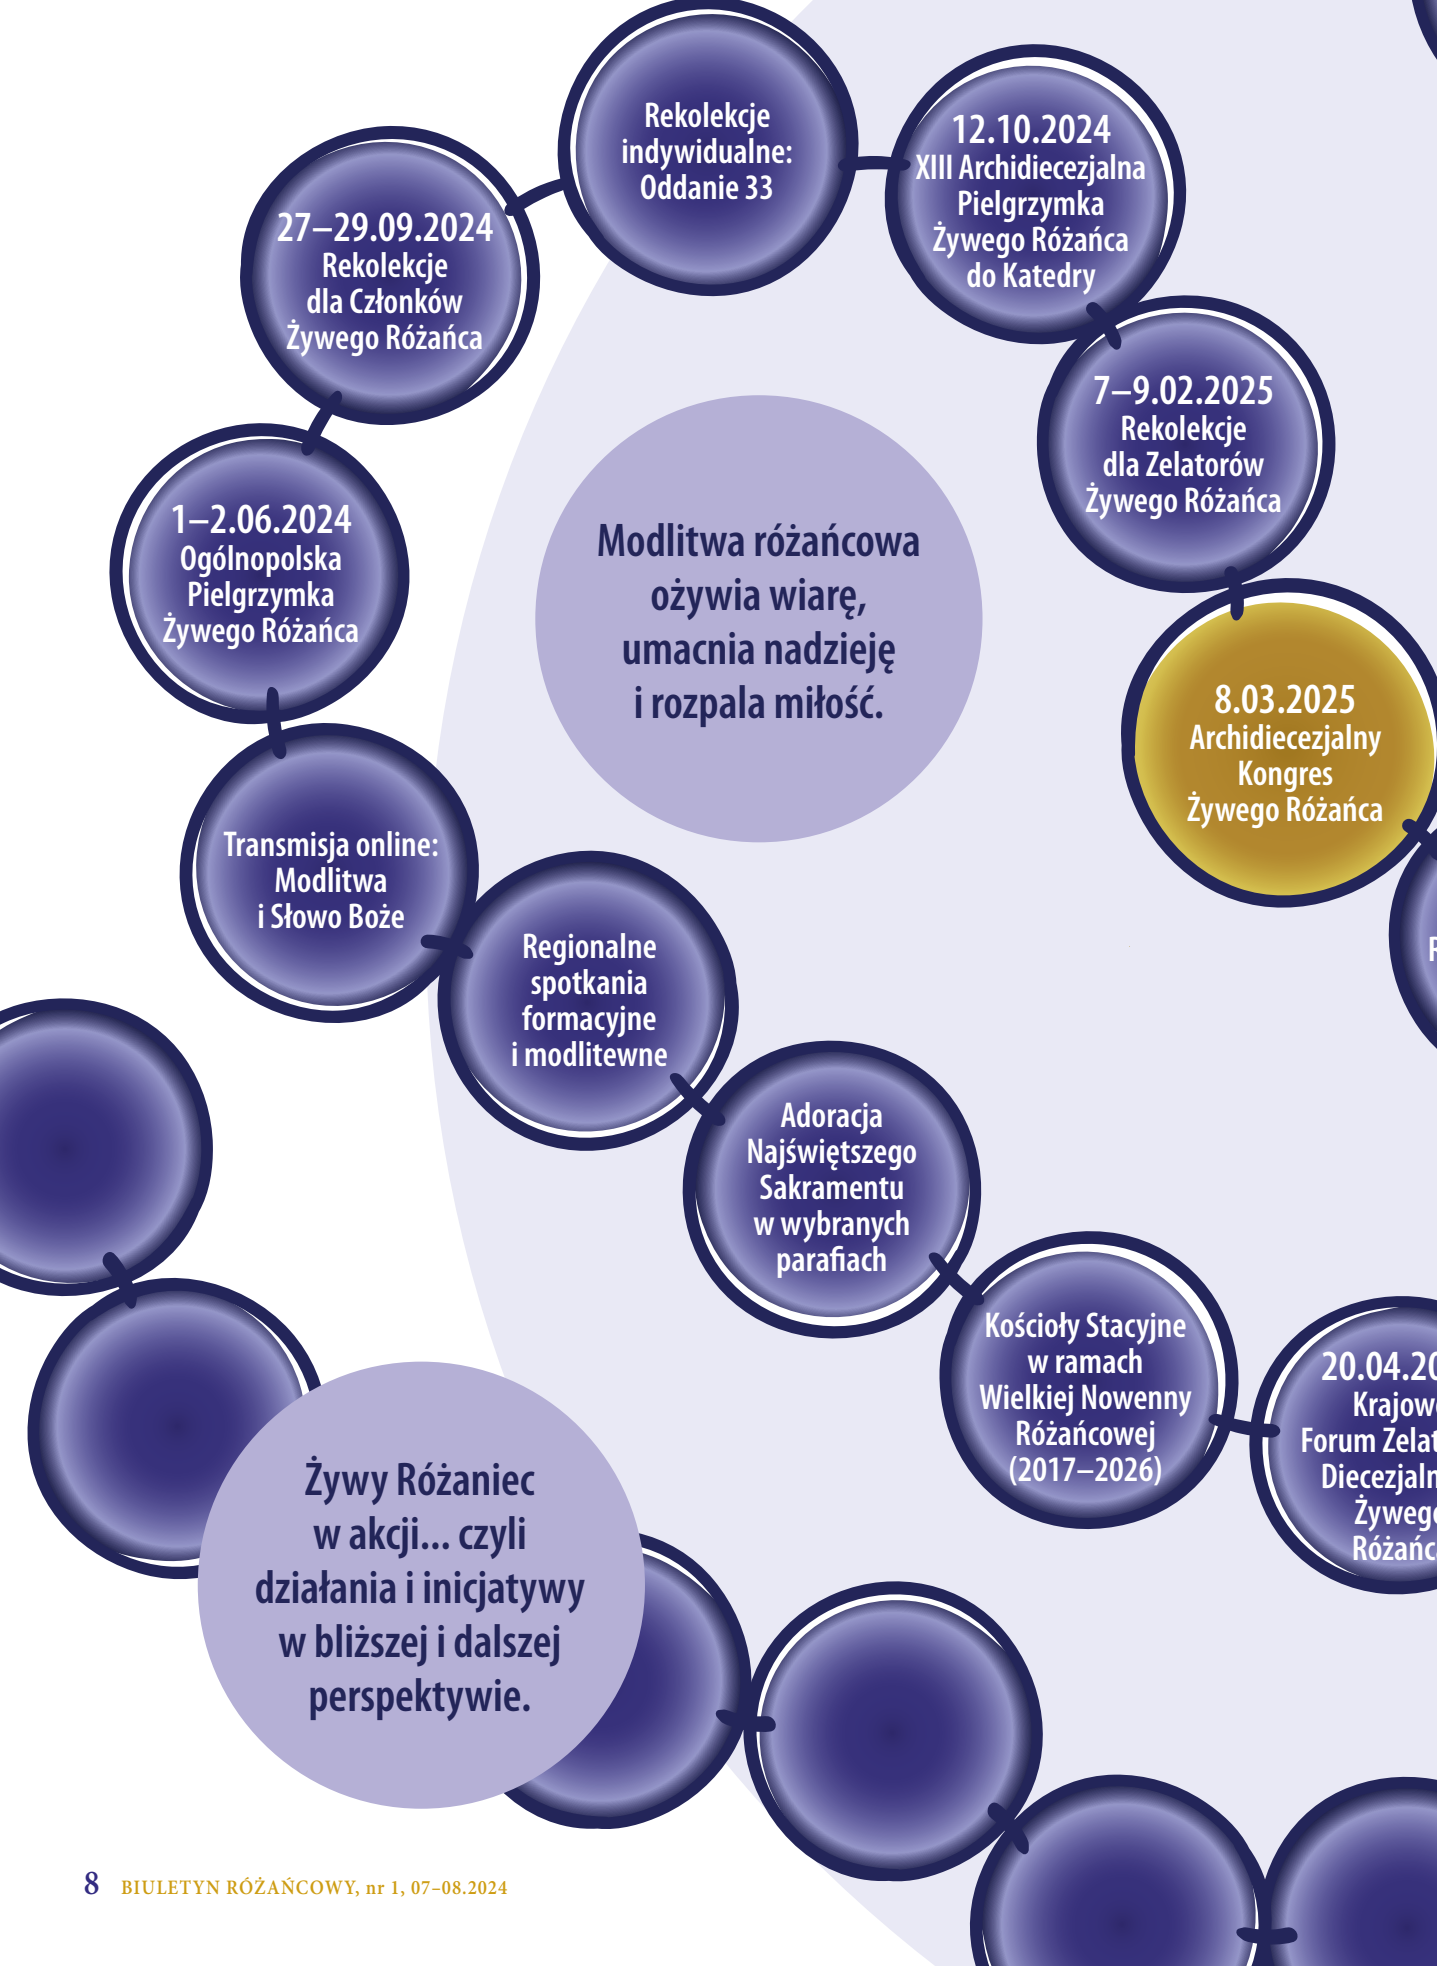 Rekolekcje
indywidualne:
Oddanie 33
12.10.2024
XIII Archidiecezjalna
Pielgrzymka
Żywego Różańca
do Katedry
27–29.09.2024
Rekolekcje
dla Członków
Żywego Różańca
7–9.02.2025
Rekolekcje
dla Zelatorów
Żywego Różańca
1–2.06.2024
Ogólnopolska
Pielgrzymka
Żywego Różańca
Modlitwa różańcowa
ożywia wiarę,
umacnia nadzieję
i rozpala miłość.
8.03.2025
Archidiecezjalny
Kongres
Żywego Różańca
Transmisja online:
Modlitwa
i Słowo Boże
Regionalne
spotkania
formacyjne
i modlitewne
Adoracja
Najświętszego
Sakramentu
w wybranych
parafiach
Kościoły Stacyjne
w ramach
Wielkiej Nowenny
Różańcowej
(2017–2026)
Forum
Żywy Różaniec
w akcji... czyli
działania i inicjatywy
w bliższej i dalszej
perspektywie.
8 BIULETYN RÓŻAŃCOWY, nr 1, 07–08.2024